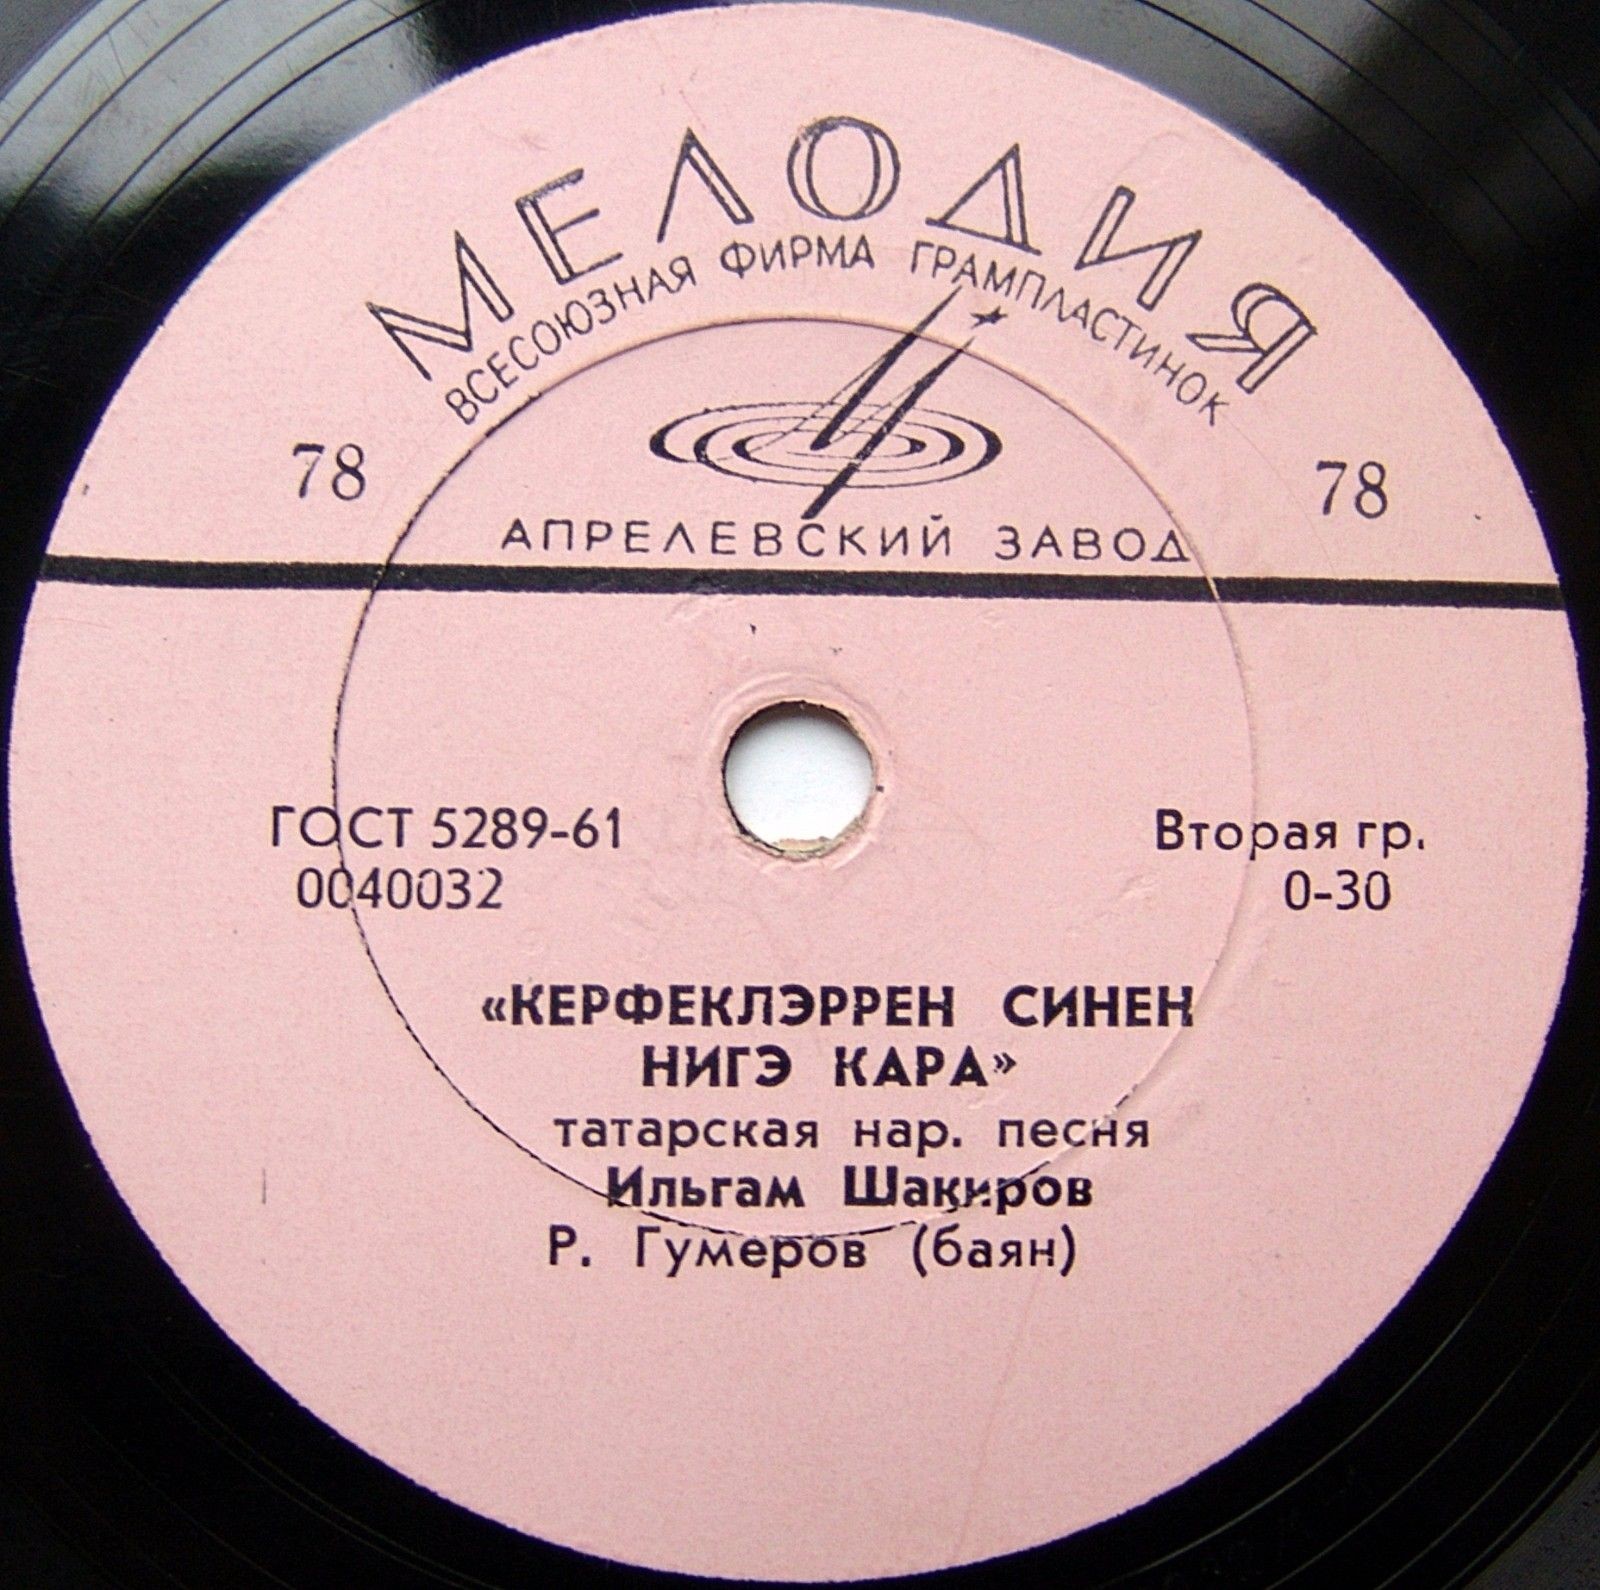 МЕЛОДИЯ
ВСЕСОЮЗНАЯ ФИРМА ГРАМПЛАСТИНОК
78 78
АПРЕЛЕВСКИЙ ЗАВОД
ГОСТ 5289-61 Вторая гр.
0040032 0-30
«КЕРФЕКЛЭРРЕН СИНЕН
НИГЭ КАРА»
татарская нар. песня
Ильгам Шакиров
Р. Гумеров (баян)